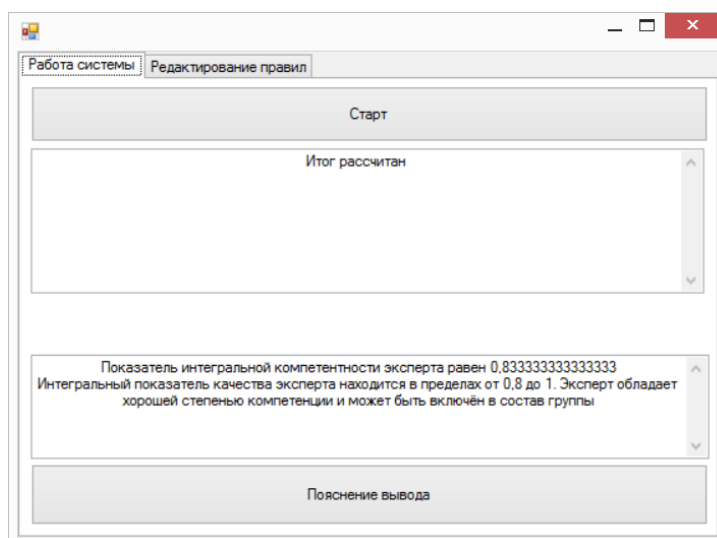 Работа системы
Редактирование правил
Старт
Итог рассчитан
Показатель интегральной компетентности эксперта равен 0,833333333333333
Интегральный показатель качества эксперта находится в пределах от 0,8 до 1. Эксперт обладает
хорошей степенью компетенции и может быть включён в состав группы
Пояснение вывода